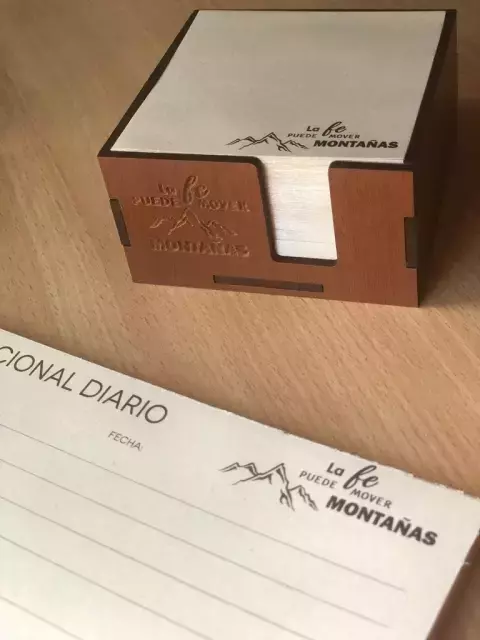 La fe
PUEDE MOVER
MONTAÑAS
La fe
PUEDE MOVER
MONTAÑAS
CIONAL DIARIO
FECHA:
La fe
PUEDE MOVER
MONTAÑAS